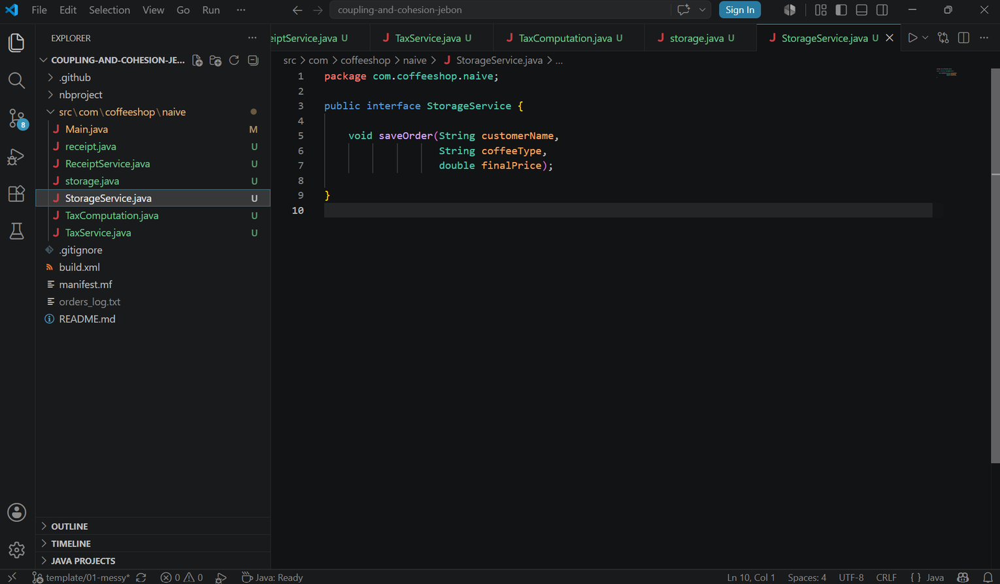 File Edit Selection View Go Run ···
coupling-and-cohesion-jebon
Sign In
EXPLORER
COUPLING-AND-COHESION-JE...
.github
nbproject
src\com\coffeeshop\naive
Main.java M
receipt.java U
ReceiptService.java U
storage.java U
StorageService.java U
TaxComputation.java U
TaxService.java U
.gitignore
build.xml
manifest.mf
orders_log.txt
README.md
OUTLINE
TIMELINE
JAVA PROJECTS
8
eiptService.java U
TaxService.java U
TaxComputation.java U
storage.java U
StorageService.java U
src > com > coffeeshop > naive > StorageService.java > ...
1 package com.coffeeshop.naive;
2
3 public interface StorageService {
4
5 void saveOrder(String customerName,
6 String coffeeType,
7 double finalPrice);
8
9 }
10
template/01-messy* 0 0 Java: Ready
Ln 10, Col 1 Spaces: 4 UTF-8 CRLF { } Java